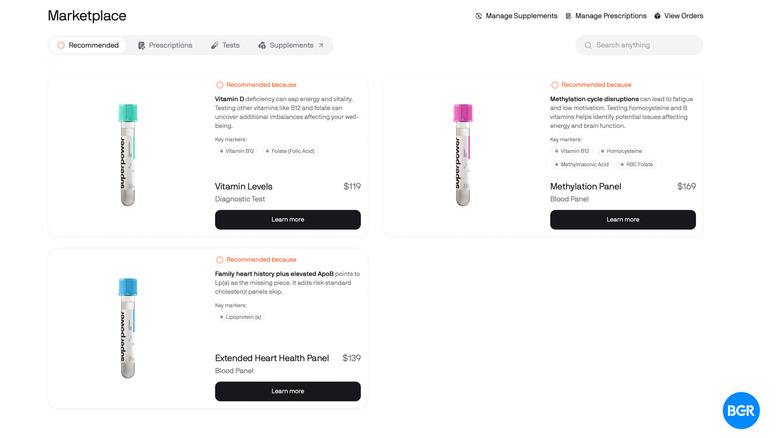 Marketplace
Manage Supplements
Manage Prescriptions
View Orders
Recommended
Prescriptions
Tests
Supplements
Search anything
Recommended because
Vitamin D deficiency can sap energy and vitality.
Testing other vitamins like B12 and folate can
uncover additional imbalances affecting your well-
being.
Key markers:
Vitamin B12
Folate (Folic Acid)
superpower
Vitamin Levels
$119
Diagnostic Test
Learn more
Recommended because
Methylation cycle disruptions can lead to fatigue
and low motivation. Testing homocysteine and B
vitamins helps identify potential issues affecting
energy and brain function.
Key markers:
Vitamin B12
Homocysteine
Methylmalonic Acid
RBC Folate
superpower
Methylation Panel
$169
Blood Panel
Learn more
Recommended because
Family heart history plus elevated ApoB points to
Lp(a) as the missing piece. It adds risk standard
cholesterol panels skip.
Key markers:
Lipoprotein (a)
superpower
Extended Heart Health Panel
$139
Blood Panel
Learn more
BGR